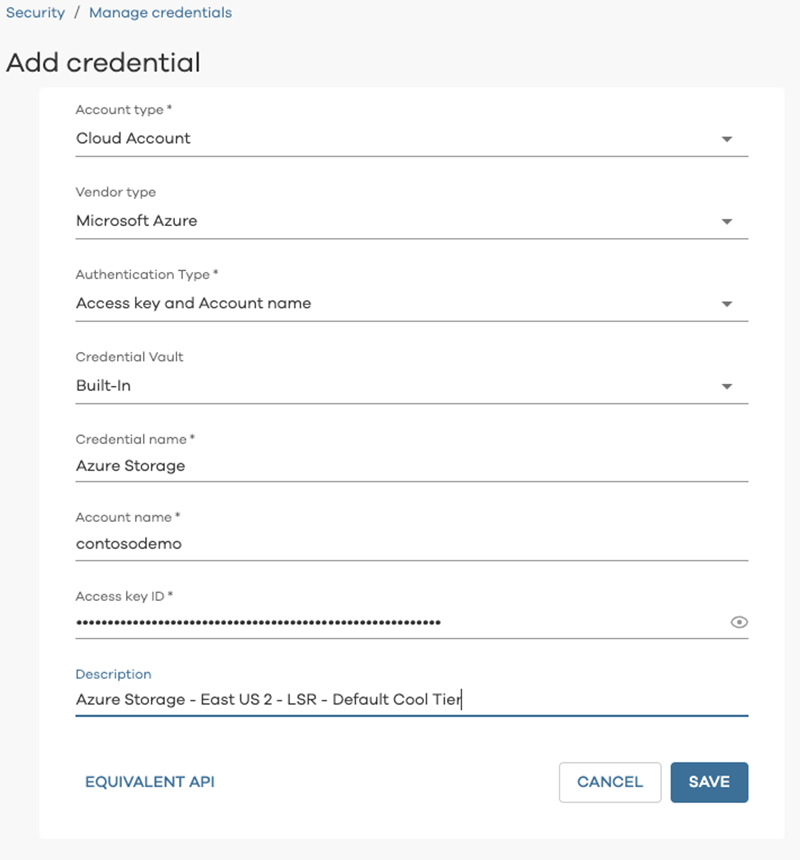 Security / Manage credentials
Add credential
Account type *
Cloud Account
Vendor type
Microsoft Azure
Authentication Type *
Access key and Account name
Credential Vault
Built-In
Credential name *
Azure Storage
Account name *
contosodemo
Access key ID *
Description
Azure Storage - East US 2 - LSR - Default Cool Tier
EQUIVALENT API CANCEL SAVE